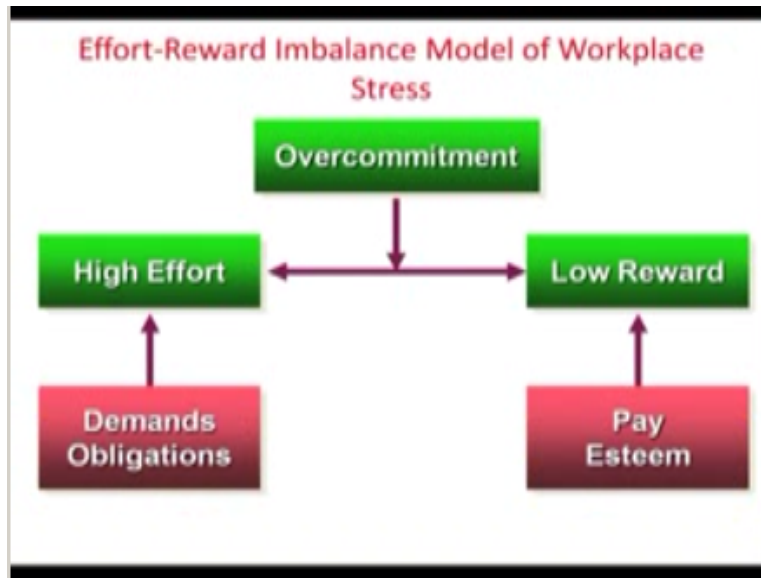 Effort-Reward Imbalance Model of Workplace
Stress
Overcommitment
High Effort
Low Reward
Demands
Obligations
Pay
Esteem